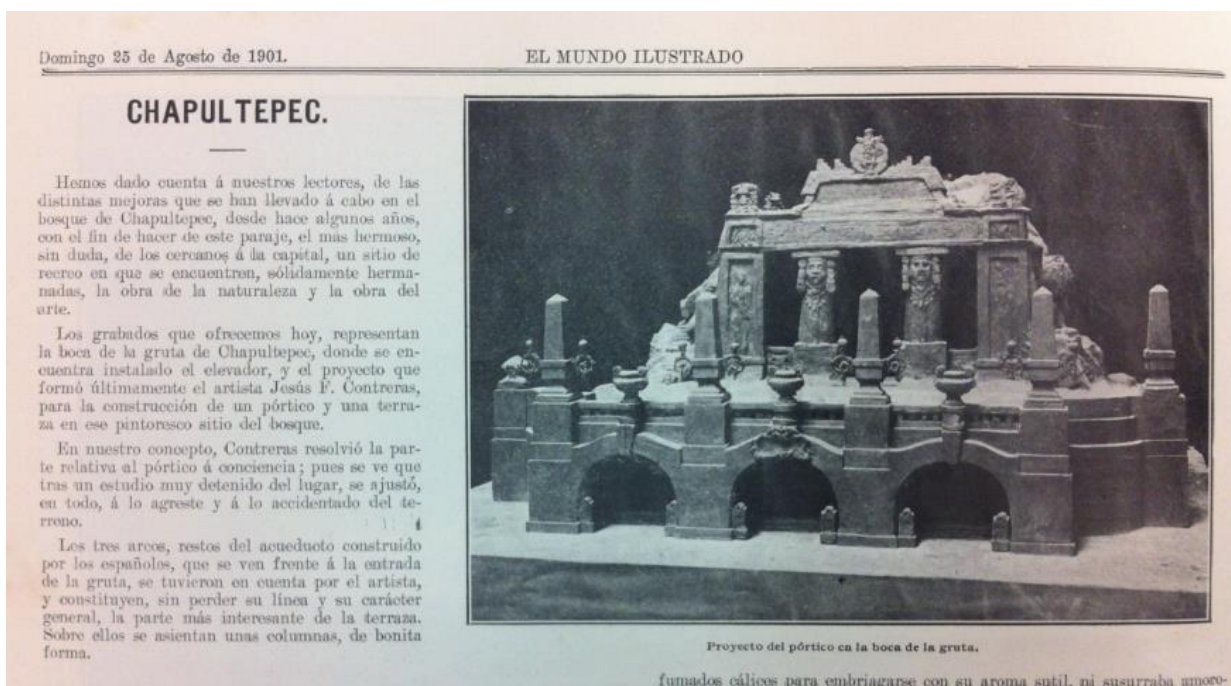 Domingo 25 de Agosto de 1901.
EL MUNDO ILUSTRADO
CHAPULTEPEC.
Hemos dado cuenta á nuestros lectores, de las
distintas mejoras que se han llevado á cabo en el
bosque de Chapultepec, desde hace algunos años,
con el fin de hacer de este paraje, el más hermoso,
sin duda, de los cercanos á la capital, un sitio de
recreo en que se encuentren, sólidamente herma-
nadas, la obra de la naturaleza y la obra del
arte.
Los grabados que ofrecemos hoy, representan
la boca de la gruta de Chapultepec, donde se en-
cuentra instalado el elevador, y el proyecto que
formó últimamente el artista Jesús F. Contreras,
para la construcción de un pórtico y una terra-
za en ese pintoresco sitio del bosque.
En nuestro concepto, Contreras resolvió la par-
te relativa al pórtico á conciencia; pues se ve que
tras un estudio muy detenido del lugar, se ajustó,
en todo, á lo agreste y á lo accidentado del te-
rreno.
Los tres arcos, restos del acueducto construido
por los españoles, que se ven frente á la entrada
de la gruta, se tuvieron en cuenta por el artista,
y constituyen, sin perder su línea y su carácter
general, la parte más interesante de la terraza.
Sobre ellos se asientan unas columnas, de bonita
forma.
Proyecto del pórtico en la boca de la gruta.
fumados cálices para embriagarse con su aroma sutil, ni susurraba amoro-